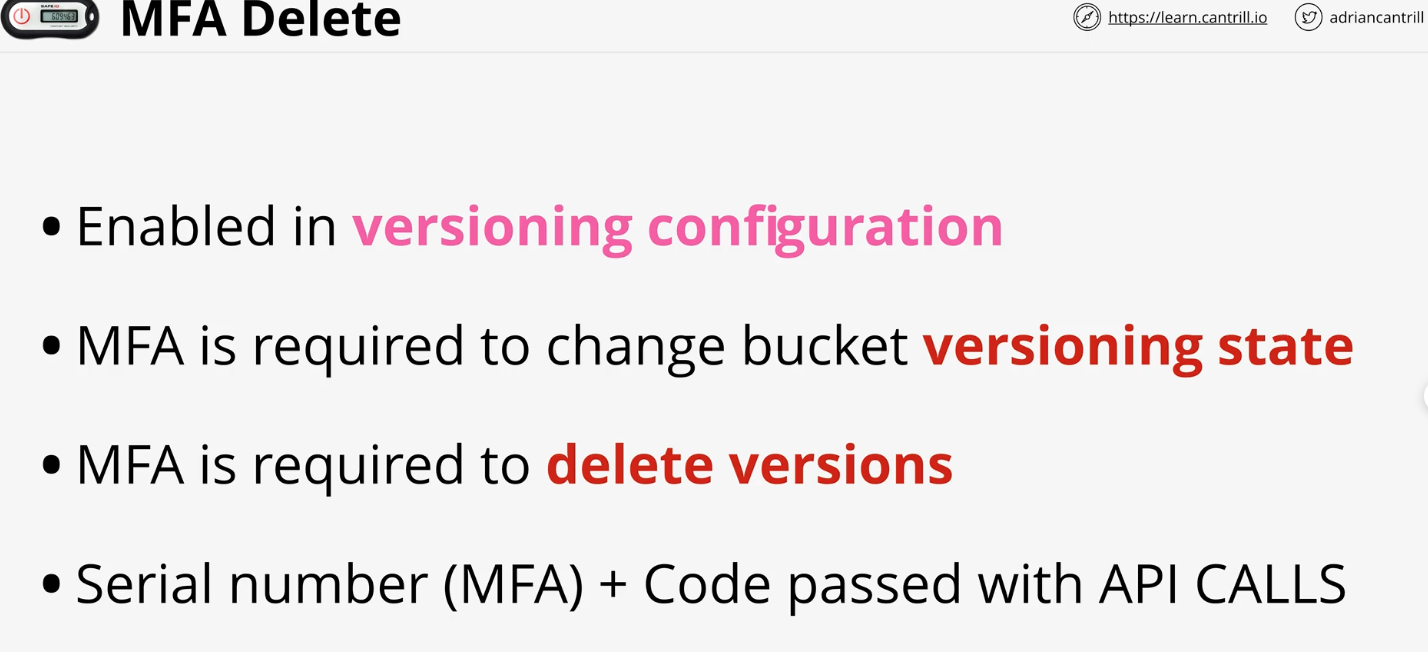 MFA Delete
https://learn.cantrill.io
adriancantrill
• Enabled in versioning configuration
• MFA is required to change bucket versioning state
• MFA is required to delete versions
• Serial number (MFA) + Code passed with API CALLS